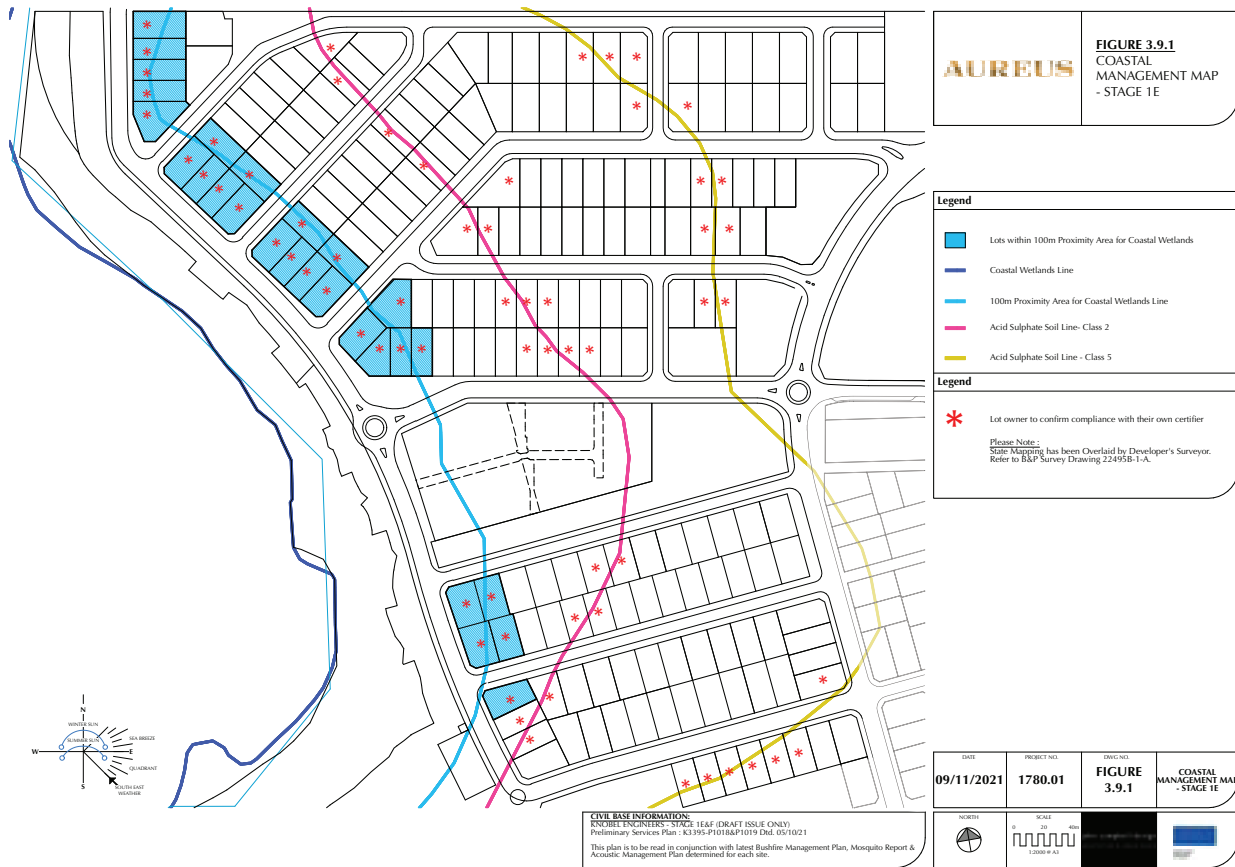 AUREUS
FIGURE 3.9.1
COASTAL
MANAGEMENT MAP
- STAGE 1E
Legend
Lots within 100m Proximity Area for Coastal Wetlands
Coastal Wetlands Line
100m Proximity Area for Coastal Wetlands Line
Acid Sulphate Soil Line- Class 2
Acid Sulphate Soil Line - Class 5
Legend
Lot owner to confirm compliance with their own certifier
Please Note :
State Mapping has been Overlaid by Developer's Surveyor.
Refer to B&P Survey Drawing 22495B-1-A.
N
WINTER SUN
SUMMER SUN
SEA BREEZE
W
E
QUADRANT
S
SOUTH EAST
WEATHER
CIVIL BASE INFORMATION:
KNOBEL ENGINEERS - STAGE 1E&F (DRAFT ISSUE ONLY)
Preliminary Services Plan : K3395-P1018&P1019 Dtd. 05/10/21
This plan is to be read in conjunction with latest Bushfire Management Plan, Mosquito Report &
Acoustic Management Plan determined for each site.
DATE
09/11/2021
PROJECT NO.
1780.01
DWG NO.
FIGURE
3.9.1
COASTAL
MANAGEMENT MAP
- STAGE 1E
NORTH
SCALE
0 20 40m
1:2000 @ A3